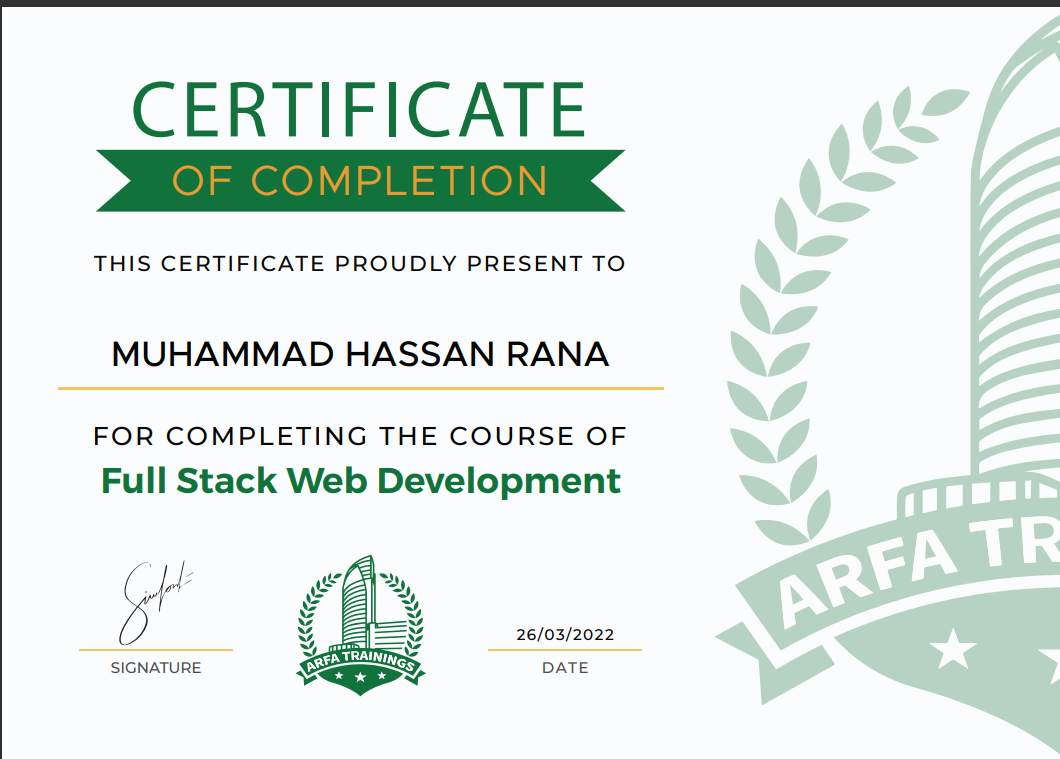 CERTIFICATE
OF COMPLETION
THIS CERTIFICATE PROUDLY PRESENT TO
MUHAMMAD HASSAN RANA
FOR COMPLETING THE COURSE OF
Full Stack Web Development
26/03/2022
SIGNATURE
ARFA TRAININGS
DATE
ARFA TR